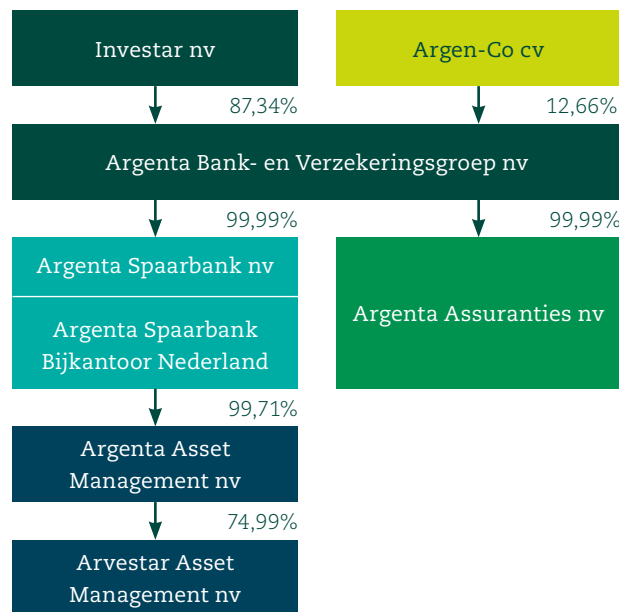 Investar nv
Argen-Co cv
87,34%
12,66%
Argenta Bank- en Verzekeringsgroep nv
99,99%
99,99%
Argenta Spaarbank nv
Argenta Spaarbank
Bijkantoor Nederland
Argenta Assuranties nv
99,71%
Argenta Asset
Management nv
74,99%
Arvestar Asset
Management nv